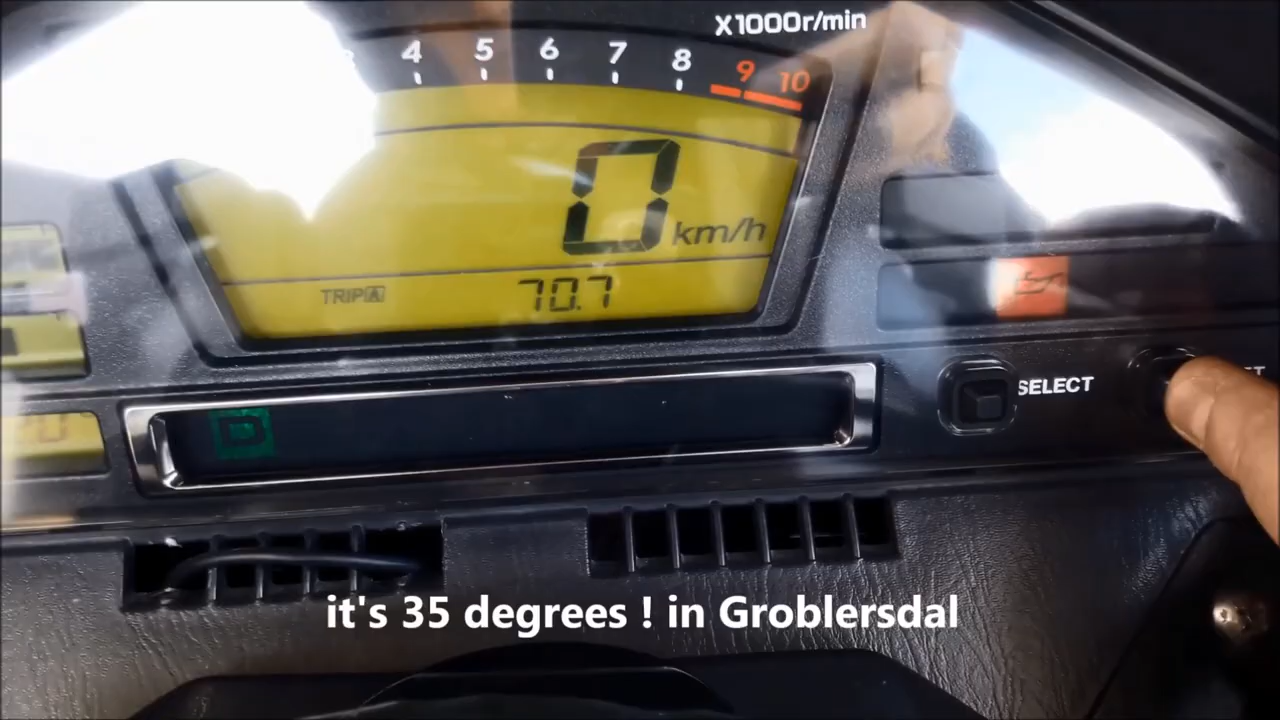 X1000r/min
4 5 6 7 8 9 10
0 km/h
TRIP A 70.7
D
SELECT
it's 35 degrees ! in Groblersdal